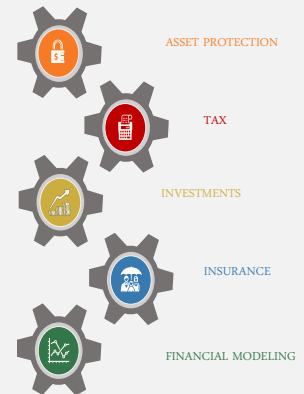 ASSET PROTECTION
TAX
INVESTMENTS
INSURANCE
FINANCIAL MODELING